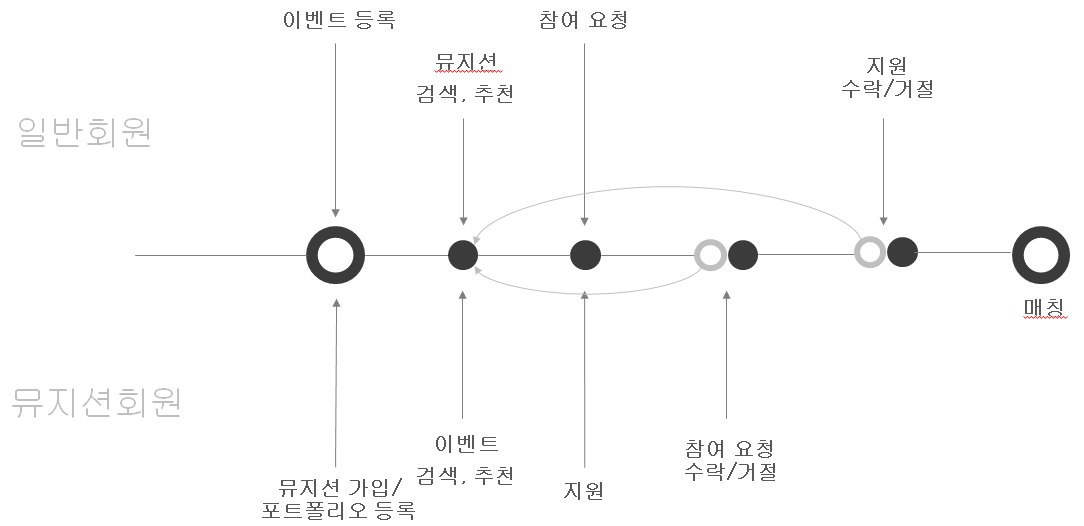 이벤트 등록
참여 요청
뮤지션
검색, 추천
지원
수락/거절
일반회원
매칭
뮤지션회원
이벤트
검색, 추천
참여 요청
수락/거절
뮤지션 가입/
포트폴리오 등록
지원